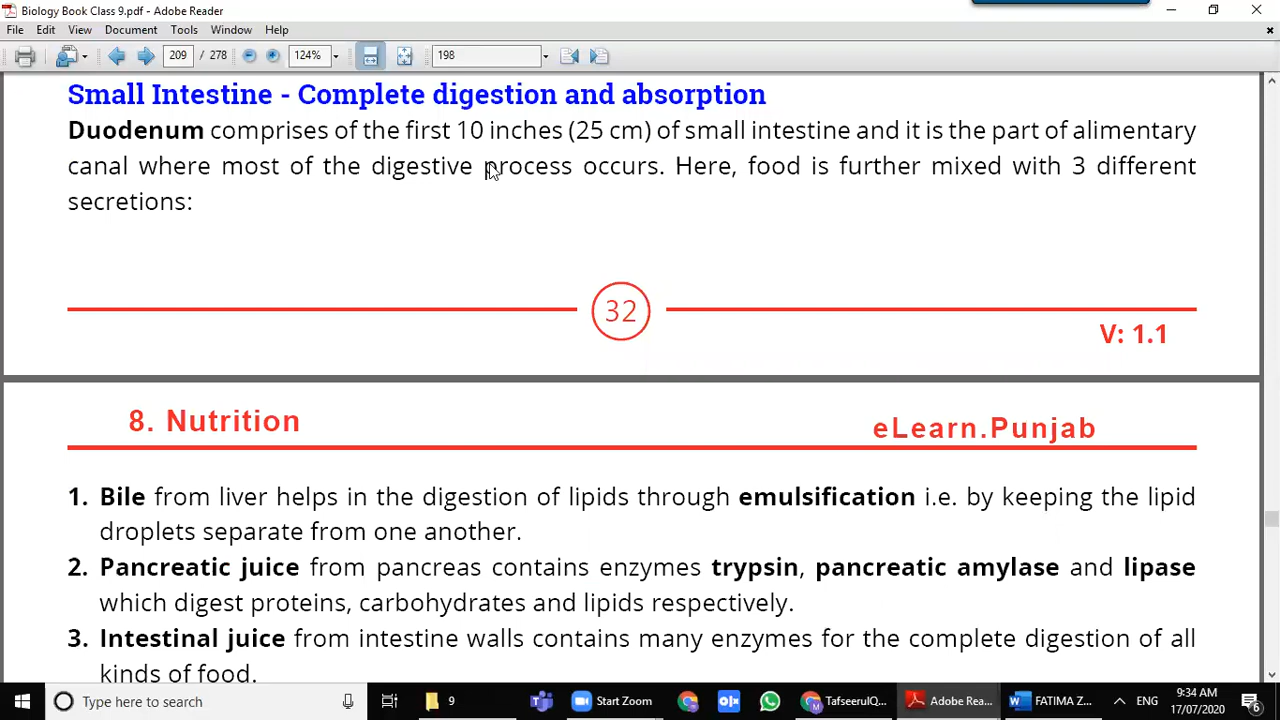 Biology Book Class 9.pdf - Adobe Reader
File Edit View Document Tools Window Help
209 / 278 124% 198
Small Intestine - Complete digestion and absorption
Duodenum comprises of the first 10 inches (25 cm) of small intestine and it is the part of alimentary
canal where most of the digestive process occurs. Here, food is further mixed with 3 different
secretions:
32
V: 1.1
8. Nutrition
eLearn.Punjab
1. Bile from liver helps in the digestion of lipids through emulsification i.e. by keeping the lipid
droplets separate from one another.
2. Pancreatic juice from pancreas contains enzymes trypsin, pancreatic amylase and lipase
which digest proteins, carbohydrates and lipids respectively.
3. Intestinal juice from intestine walls contains many enzymes for the complete digestion of all
kinds of food.
Type here to search 9 Start Zoom TafseerulQ... Adobe Rea... FATIMA Z... ENG 9:34 AM
17/07/2020 6